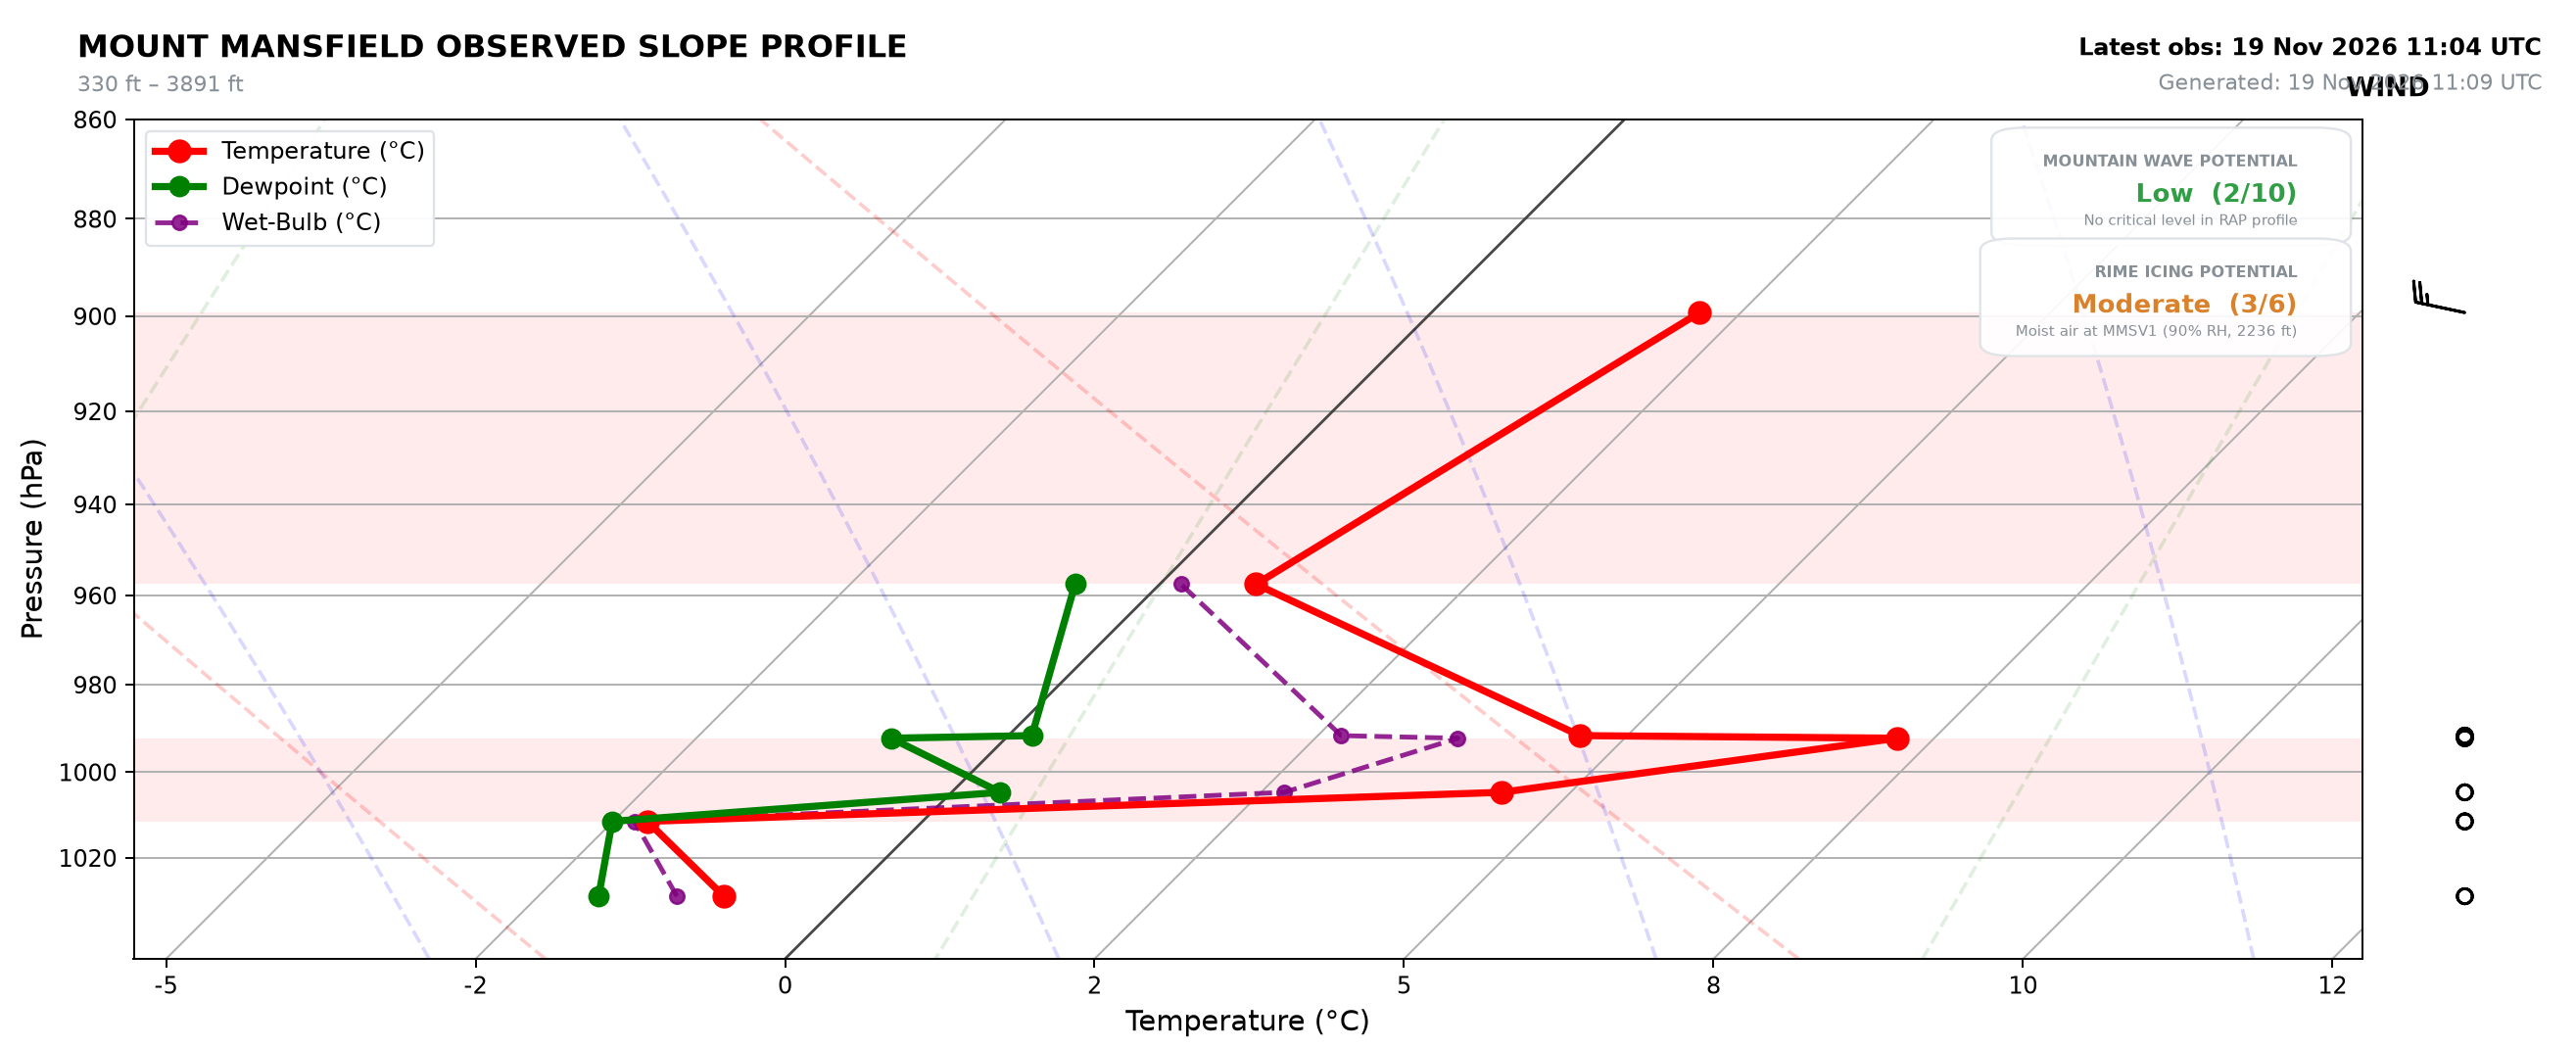 MOUNT MANSFIELD OBSERVED SLOPE PROFILE
330 ft – 3891 ft
Latest obs: 19 Nov 2026 11:04 UTC
Generated: 19 Nov 2026 11:09 UTC
WIND
Temperature (°C)
Dewpoint (°C)
Wet-Bulb (°C)
MOUNTAIN WAVE POTENTIAL
Low (2/10)
No critical level in RAP profile
RIME ICING POTENTIAL
Moderate (3/6)
Moist air at MMSV1 (90% RH, 2236 ft)
Pressure (hPa)
860
880
900
920
940
960
980
1000
1020
-5 -2 0 2 5 8 10 12
Temperature (°C)